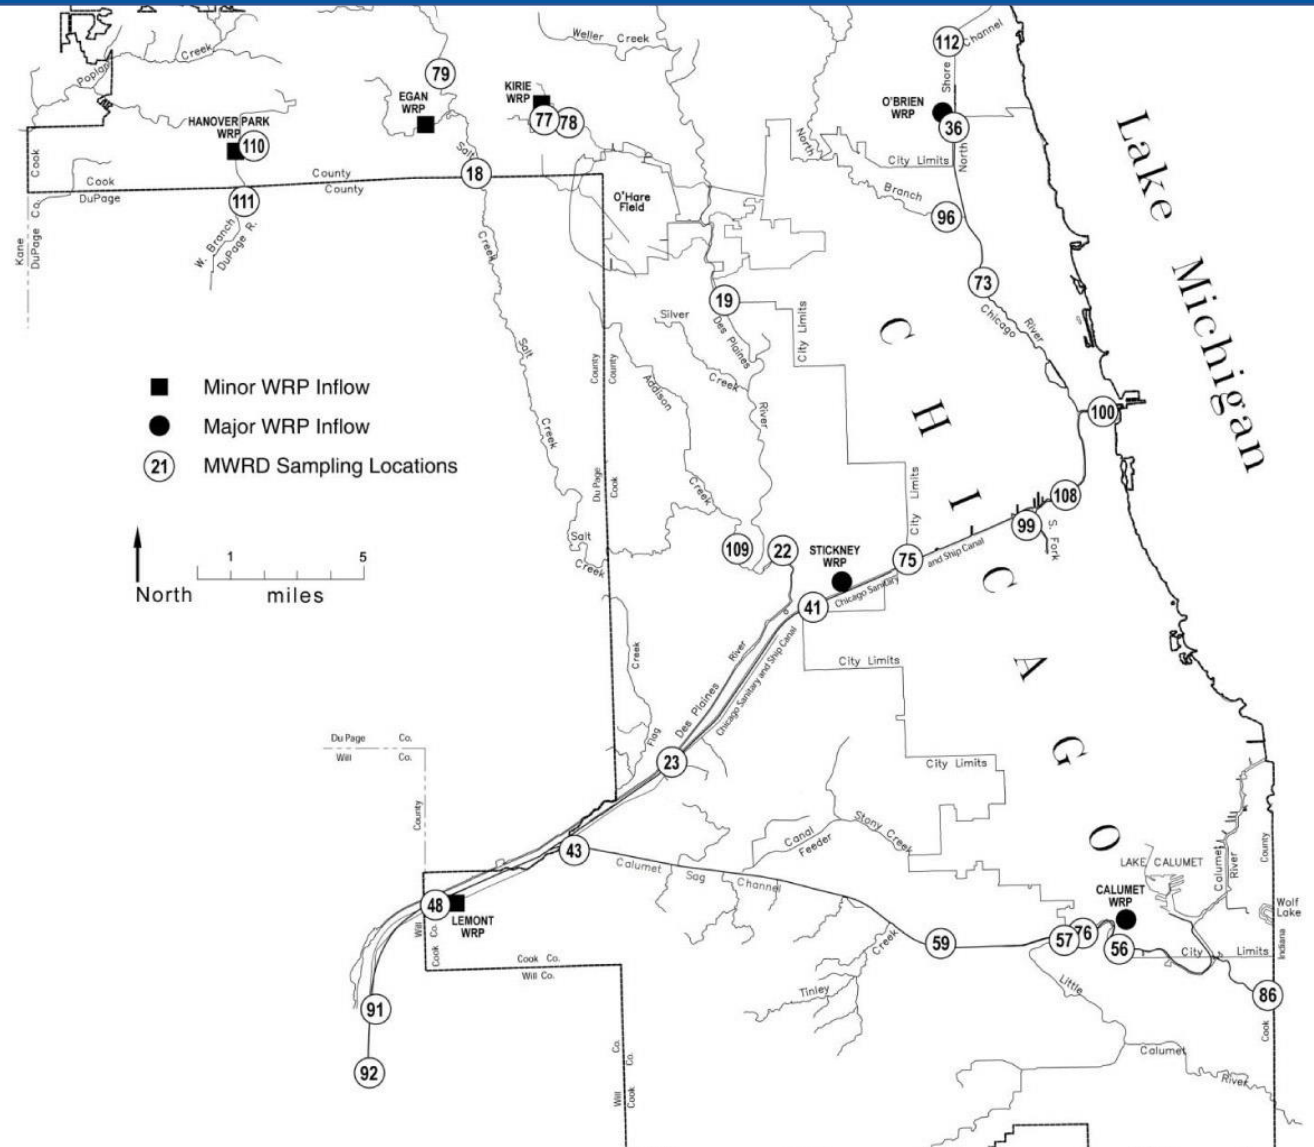 112
Channel
Shore
Weller Creek
Creek
Poplar
79
EGAN
WRP
KIRIE
WRP
77
78
O'BRIEN
WRP
36
HANOVER PARK
WRP
110
North
North
City Limits
Cook
Cook
County
DuPage
County
Salt
18
O'Hare
Field
Branch
96
111
Kane
DuPage Co.
W. Branch
DuPage R.
Creek
73
Chicago
River
Lake Michigan
19
Des Plaines
City Limits
Silver
Creek
River
Salt
Creek
County
County
Addison
Creek
CHICAGO
100
Minor WRP Inflow
Major WRP Inflow
21
MWRD Sampling Locations
Du Page
Cook
City Limits
108
99
S. Fork
1
5
North
miles
Salt
Creek
109
22
STICKNEY
WRP
75
and Ship Canal
Chicago Sanitary
41
City Limits
Creek
Flag
River
Des Plaines
Chicago Sanitary and Ship Canal
23
Du Page Co.
Will Co.
County
City Limits
Canal
Feeder
Stony Creek
43
Calumet Sag Channel
LAKE CALUMET
Calumet
River
County
CALUMET
WRP
Wolf
Lake
48
LEMONT
WRP
Will
Cook Co.
Cook Co.
Will Co.
59
57
76
56
City Limits
Indiana
Creek
Tinley
Little
86
Cook
91
92
Calumet
River
Will Co.
Cook Co.